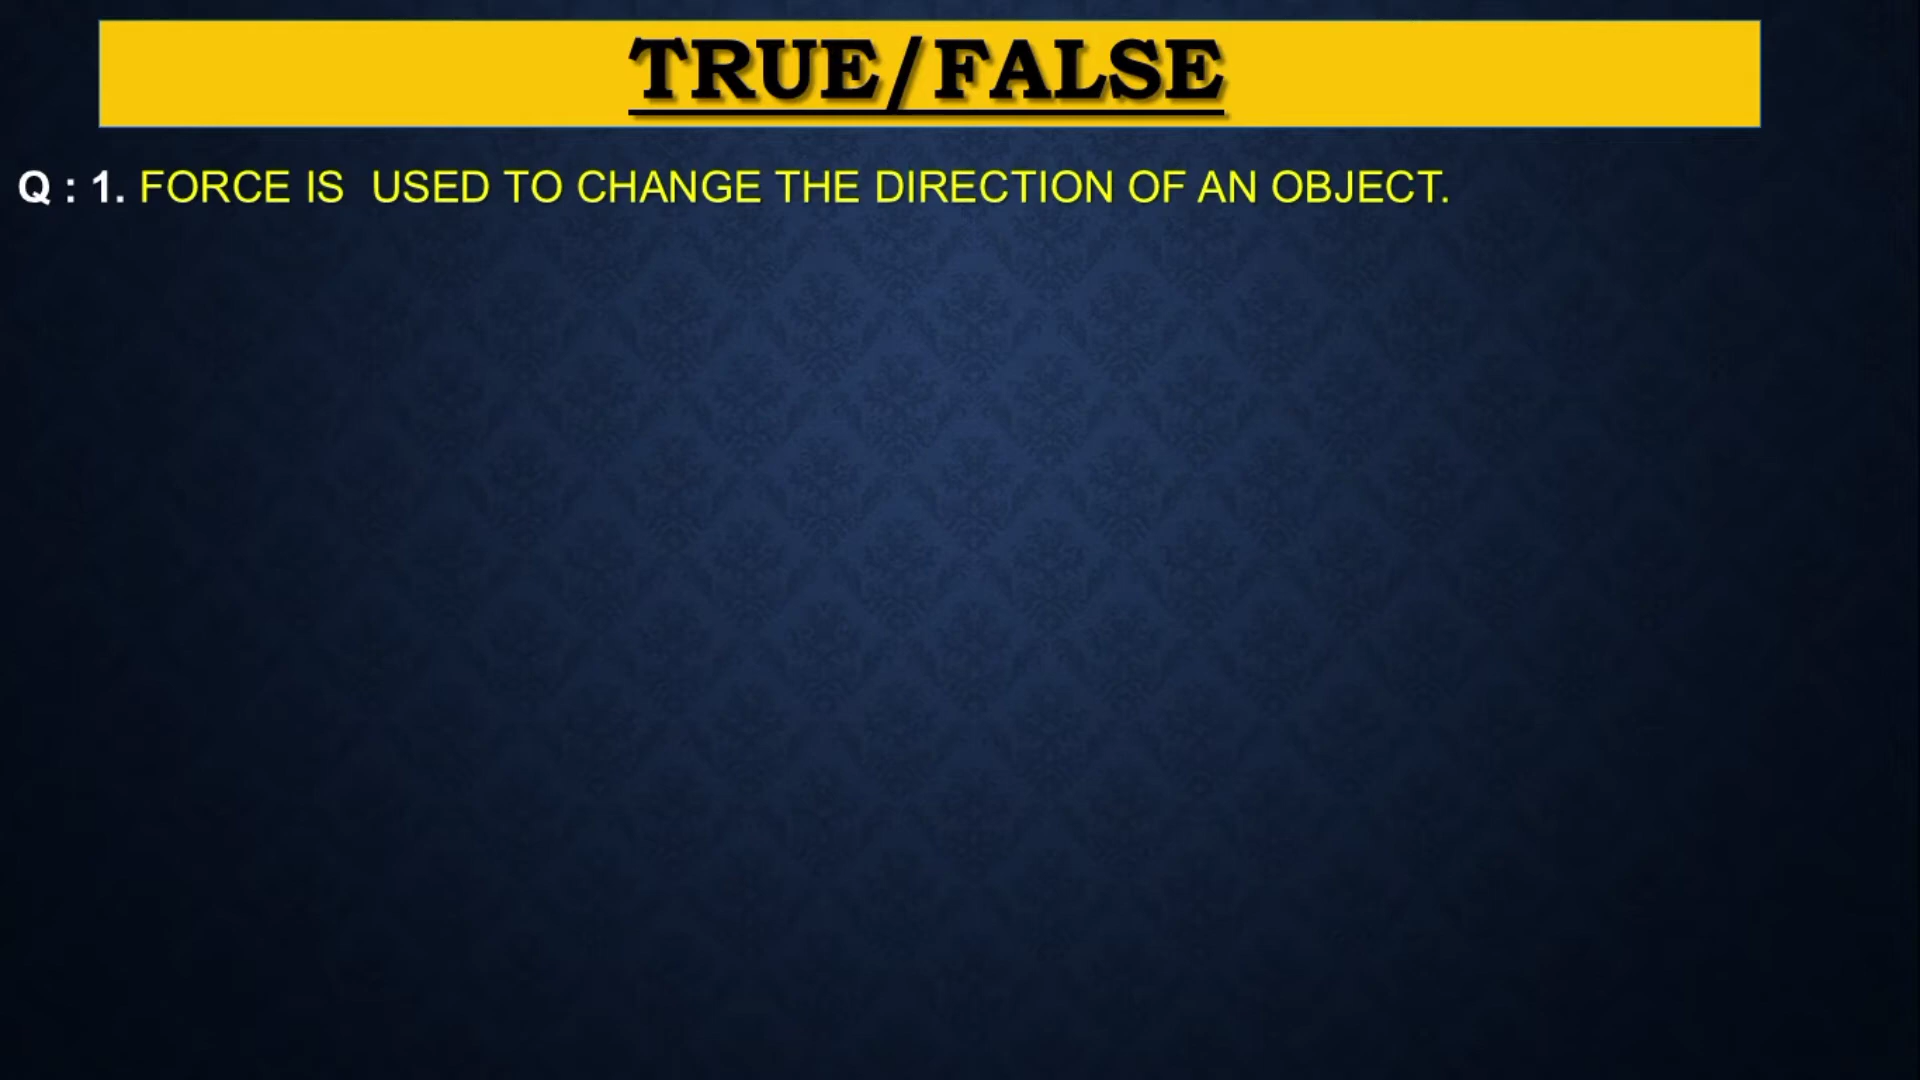 TRUE/FALSE
Q : 1. FORCE IS  USED TO CHANGE THE DIRECTION OF AN OBJECT.